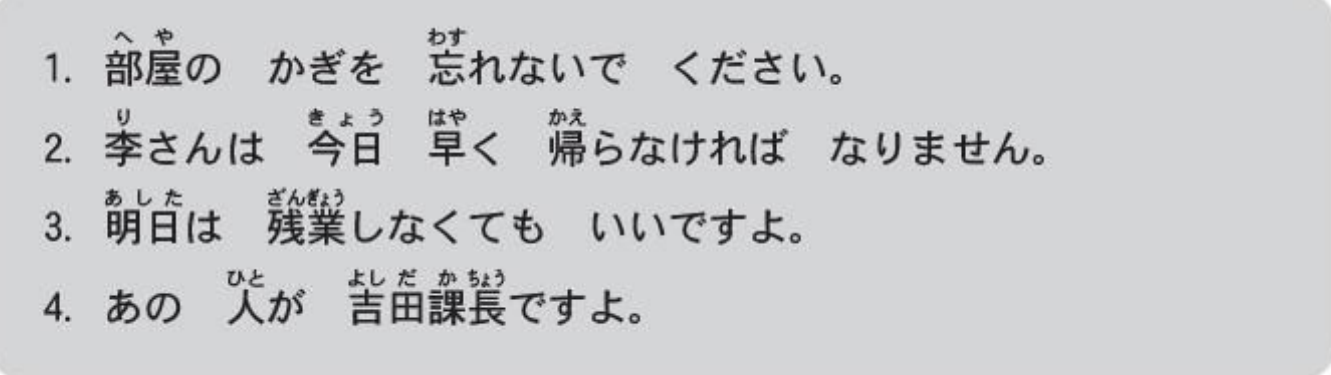 1. 部屋の かぎを 忘れないで ください。
2. 李さんは 今日 早く 帰らなければ なりません。
3. 明日は 残業しなくても いいですよ。
4. あの 人が 吉田課長ですよ。